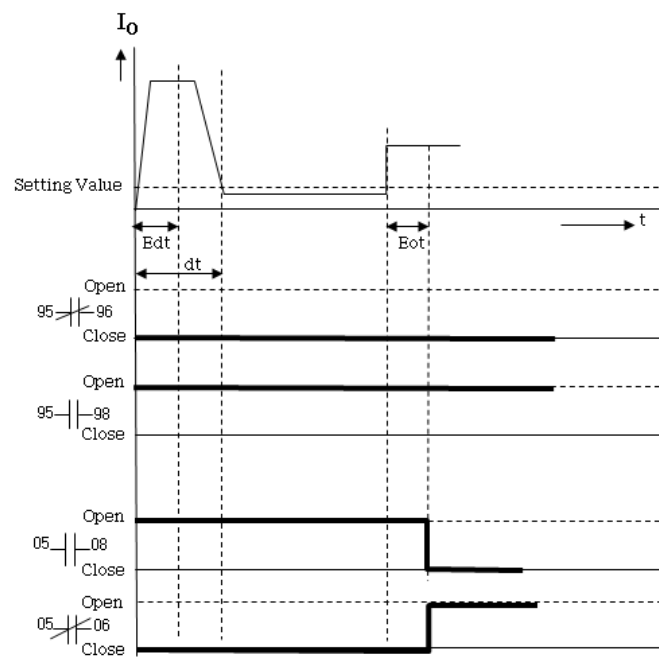 I0
Setting Value
t
Edt
Eot
dt
Open
95 96
Close
Open
95 98
Close
Open
05 08
Close
Open
05 06
Close